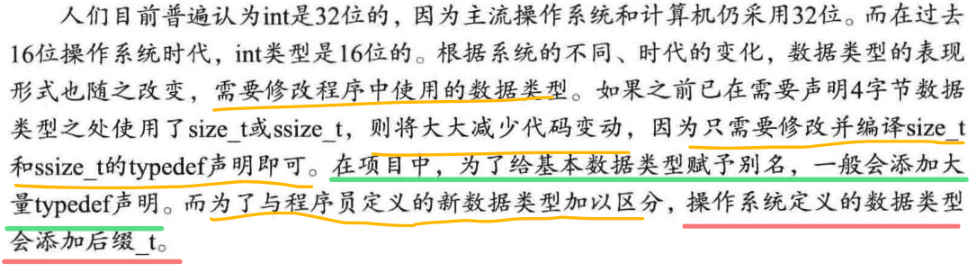 人们目前普遍认为int是32位的，因为主流操作系统和计算机仍采用32位。而在过去
16位操作系统时代，int类型是16位的。根据系统的不同、时代的变化，数据类型的表现
形式也随之改变，需要修改程序中使用的数据类型。如果之前已在需要声明4字节数据
类型之处使用了size_t或ssize_t，则将大大减少代码变动，因为只需要修改并编译size_t
和ssize_t的typedef声明即可。在项目中，为了给基本数据类型赋予别名，一般会添加大
量typedef声明。而为了与程序员定义的新数据类型加以区分，操作系统定义的数据类型
会添加后缀_t。